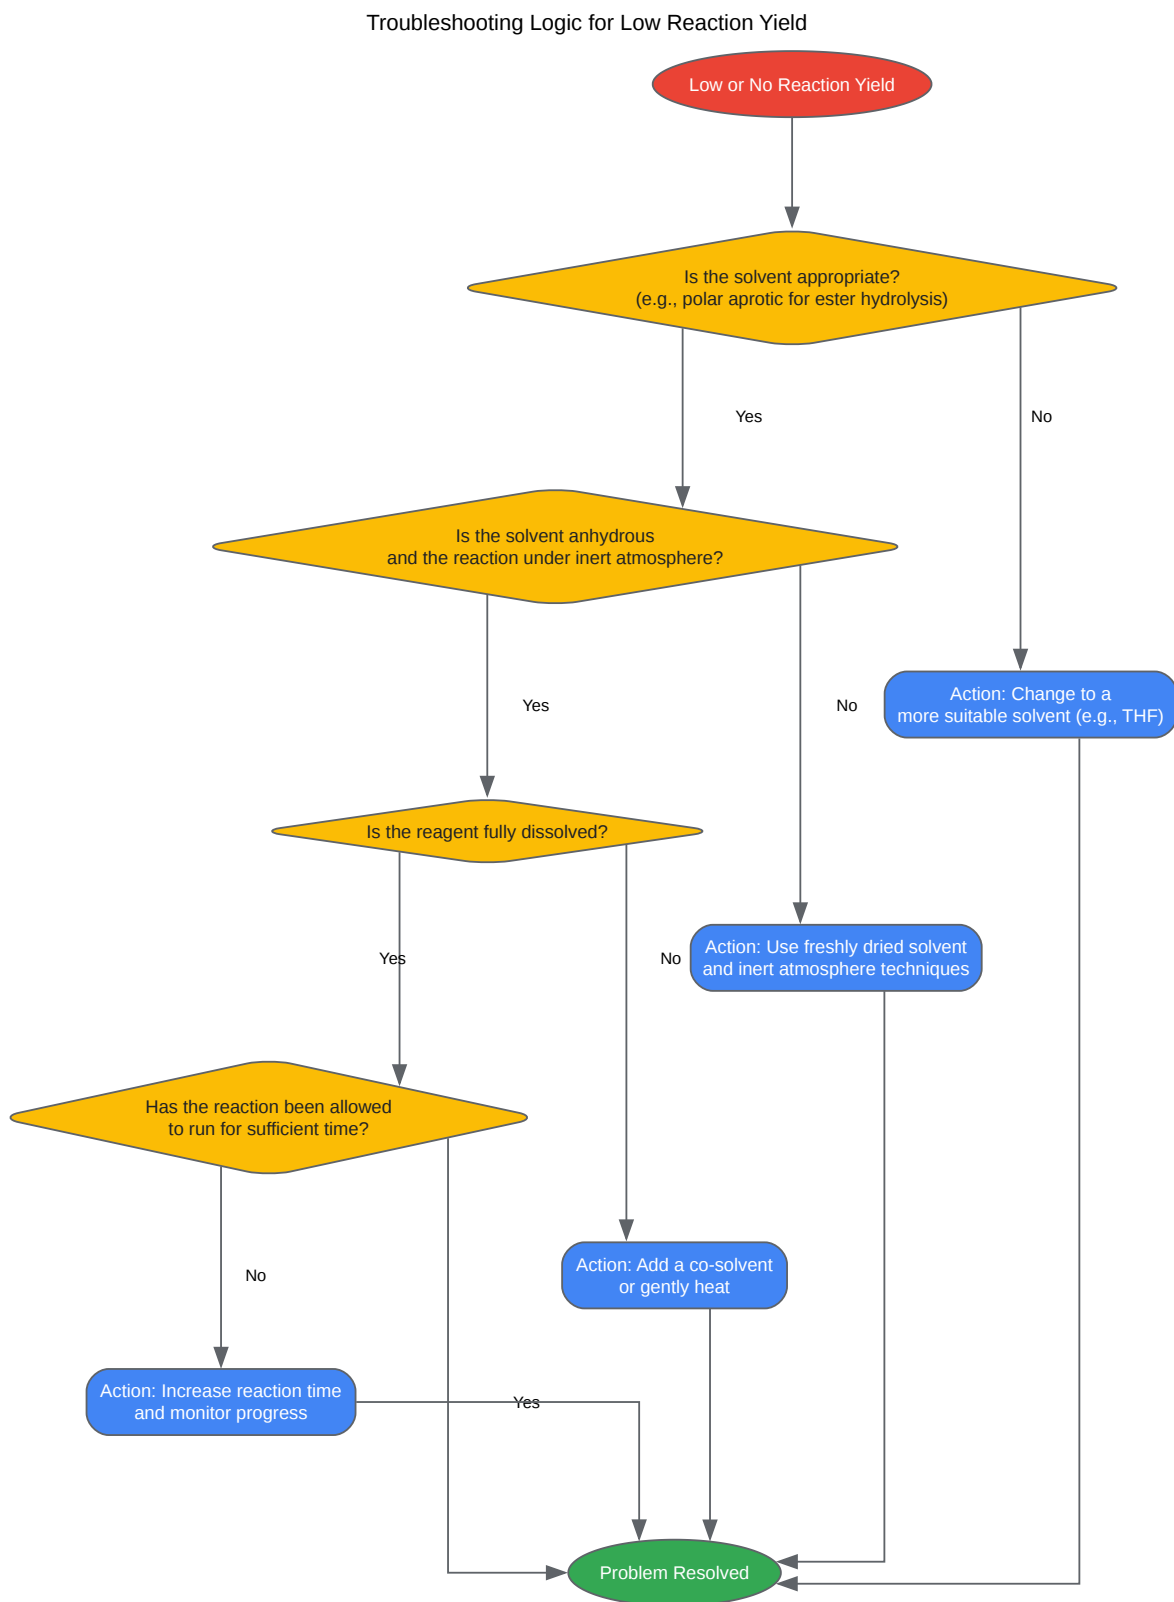 Troubleshooting Logic for Low Reaction Yield
Low or No Reaction Yield
Is the solvent appropriate?
(e.g., polar aprotic for ester hydrolysis)
Yes
No
Is the solvent anhydrous
and the reaction under inert atmosphere?
Yes
No
Action: Change to a
more suitable solvent (e.g., THF)
Is the reagent fully dissolved?
Yes
No
Action: Use freshly dried solvent
and inert atmosphere techniques
Has the reaction been allowed
to run for sufficient time?
No
Action: Add a co-solvent
or gently heat
Action: Increase reaction time
and monitor progress
Yes
Problem Resolved